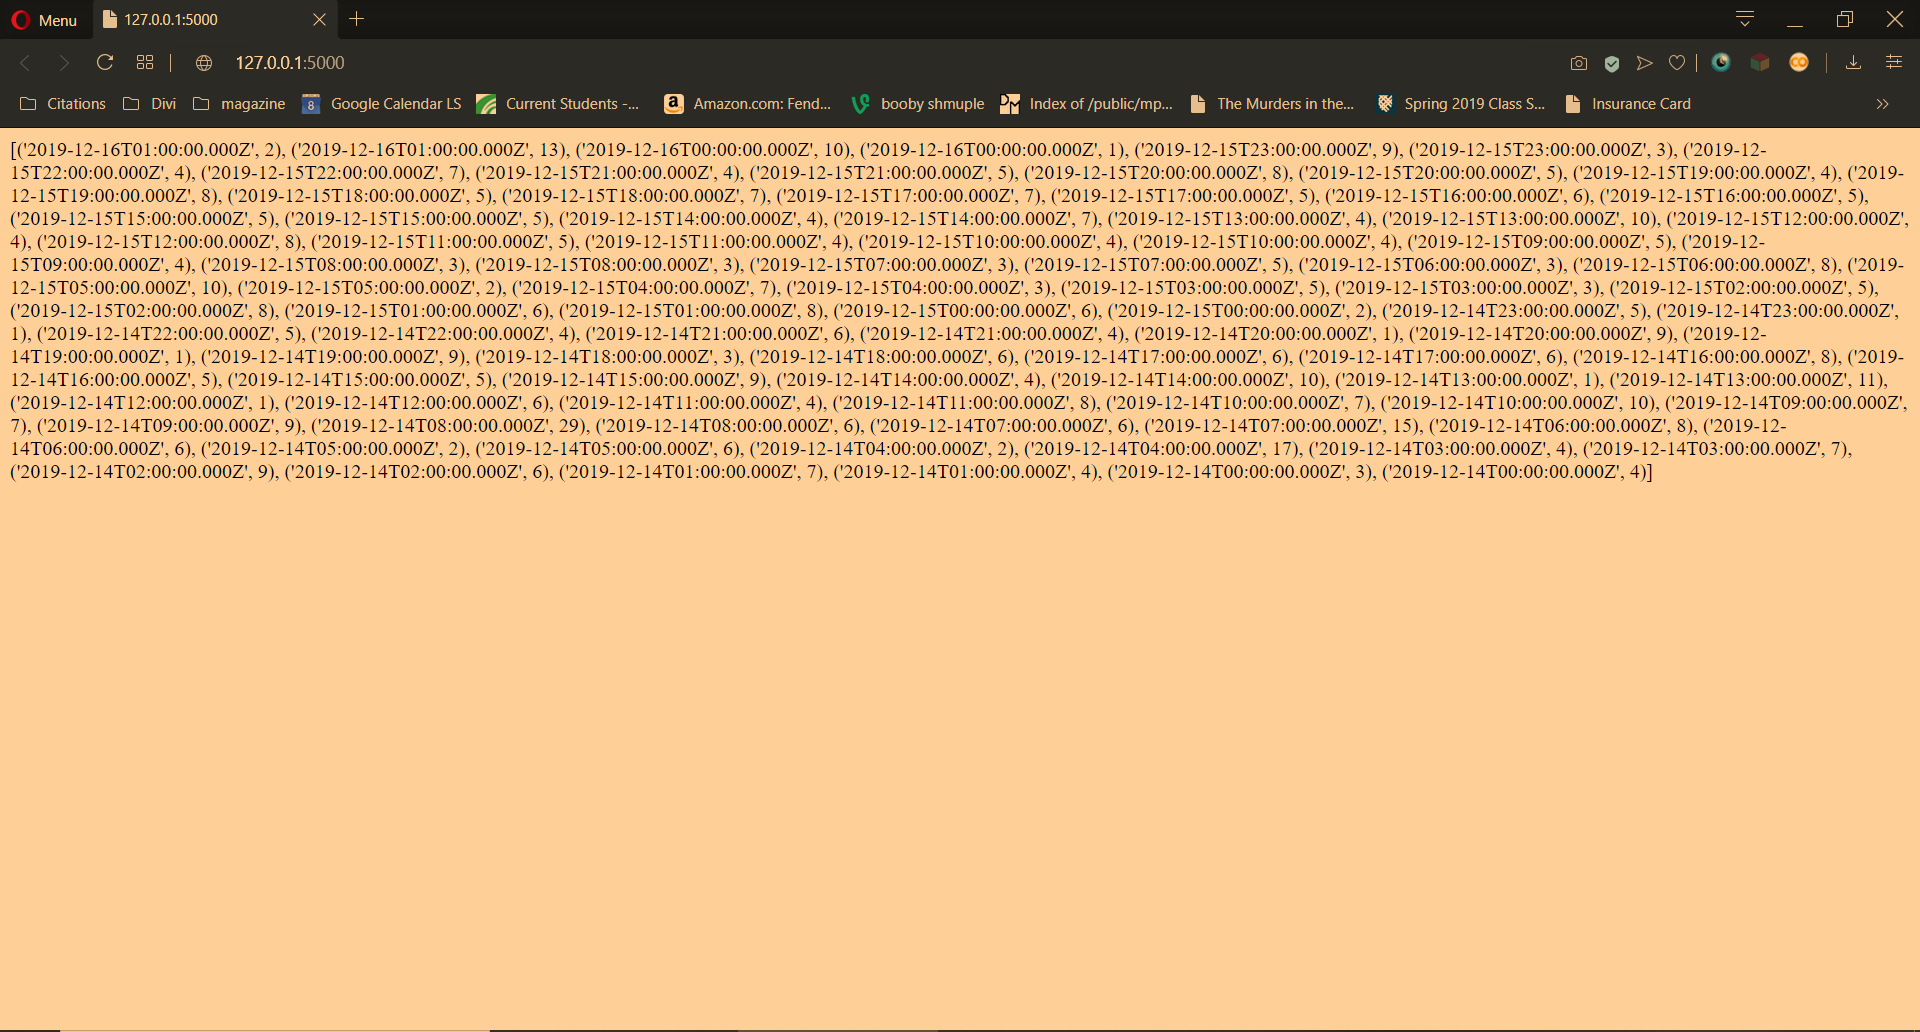 Menu
127.0.0.1:5000
127.0.0.1:5000
Citations Divi magazine 8 Google Calendar LS Current Students -... a Amazon.com: Fend... booby shmuple DM Index of /public/mp... The Murders in the... Spring 2019 Class S... Insurance Card
[('2019-12-16T01:00:00.000Z', 2), ('2019-12-16T01:00:00.000Z', 13), ('2019-12-16T00:00:00.000Z', 10), ('2019-12-16T00:00:00.000Z', 1), ('2019-12-15T23:00:00.000Z', 9), ('2019-12-15T23:00:00.000Z', 3), ('2019-12-
15T22:00:00.000Z', 4), ('2019-12-15T22:00:00.000Z', 7), ('2019-12-15T21:00:00.000Z', 4), ('2019-12-15T21:00:00.000Z', 5), ('2019-12-15T20:00:00.000Z', 8), ('2019-12-15T20:00:00.000Z', 5), ('2019-12-15T19:00:00.000Z', 4), ('2019-
12-15T19:00:00.000Z', 8), ('2019-12-15T18:00:00.000Z', 5), ('2019-12-15T18:00:00.000Z', 7), ('2019-12-15T17:00:00.000Z', 7), ('2019-12-15T17:00:00.000Z', 5), ('2019-12-15T16:00:00.000Z', 6), ('2019-12-15T16:00:00.000Z', 5),
('2019-12-15T15:00:00.000Z', 5), ('2019-12-15T15:00:00.000Z', 5), ('2019-12-15T14:00:00.000Z', 4), ('2019-12-15T14:00:00.000Z', 7), ('2019-12-15T13:00:00.000Z', 4), ('2019-12-15T13:00:00.000Z', 10), ('2019-12-15T12:00:00.000Z',
4), ('2019-12-15T12:00:00.000Z', 8), ('2019-12-15T11:00:00.000Z', 5), ('2019-12-15T11:00:00.000Z', 4), ('2019-12-15T10:00:00.000Z', 4), ('2019-12-15T10:00:00.000Z', 4), ('2019-12-15T09:00:00.000Z', 5), ('2019-12-
15T09:00:00.000Z', 4), ('2019-12-15T08:00:00.000Z', 3), ('2019-12-15T08:00:00.000Z', 3), ('2019-12-15T07:00:00.000Z', 3), ('2019-12-15T07:00:00.000Z', 5), ('2019-12-15T06:00:00.000Z', 3), ('2019-12-15T06:00:00.000Z', 8), ('2019-
12-15T05:00:00.000Z', 10), ('2019-12-15T05:00:00.000Z', 2), ('2019-12-15T04:00:00.000Z', 7), ('2019-12-15T04:00:00.000Z', 3), ('2019-12-15T03:00:00.000Z', 5), ('2019-12-15T03:00:00.000Z', 3), ('2019-12-15T02:00:00.000Z', 5),
('2019-12-15T02:00:00.000Z', 8), ('2019-12-15T01:00:00.000Z', 6), ('2019-12-15T01:00:00.000Z', 8), ('2019-12-15T00:00:00.000Z', 6), ('2019-12-15T00:00:00.000Z', 2), ('2019-12-14T23:00:00.000Z', 5), ('2019-12-14T23:00:00.000Z',
1), ('2019-12-14T22:00:00.000Z', 5), ('2019-12-14T22:00:00.000Z', 4), ('2019-12-14T21:00:00.000Z', 6), ('2019-12-14T21:00:00.000Z', 4), ('2019-12-14T20:00:00.000Z', 1), ('2019-12-14T20:00:00.000Z', 9), ('2019-12-
14T19:00:00.000Z', 1), ('2019-12-14T19:00:00.000Z', 9), ('2019-12-14T18:00:00.000Z', 3), ('2019-12-14T18:00:00.000Z', 6), ('2019-12-14T17:00:00.000Z', 6), ('2019-12-14T17:00:00.000Z', 6), ('2019-12-14T16:00:00.000Z', 8), ('2019-
12-14T16:00:00.000Z', 5), ('2019-12-14T15:00:00.000Z', 5), ('2019-12-14T15:00:00.000Z', 9), ('2019-12-14T14:00:00.000Z', 4), ('2019-12-14T14:00:00.000Z', 10), ('2019-12-14T13:00:00.000Z', 1), ('2019-12-14T13:00:00.000Z', 11),
('2019-12-14T12:00:00.000Z', 1), ('2019-12-14T12:00:00.000Z', 6), ('2019-12-14T11:00:00.000Z', 4), ('2019-12-14T11:00:00.000Z', 8), ('2019-12-14T10:00:00.000Z', 7), ('2019-12-14T10:00:00.000Z', 10), ('2019-12-14T09:00:00.000Z',
7), ('2019-12-14T09:00:00.000Z', 9), ('2019-12-14T08:00:00.000Z', 29), ('2019-12-14T08:00:00.000Z', 6), ('2019-12-14T07:00:00.000Z', 6), ('2019-12-14T07:00:00.000Z', 15), ('2019-12-14T06:00:00.000Z', 8), ('2019-12-
14T06:00:00.000Z', 6), ('2019-12-14T05:00:00.000Z', 2), ('2019-12-14T05:00:00.000Z', 6), ('2019-12-14T04:00:00.000Z', 2), ('2019-12-14T04:00:00.000Z', 17), ('2019-12-14T03:00:00.000Z', 4), ('2019-12-14T03:00:00.000Z', 7),
('2019-12-14T02:00:00.000Z', 9), ('2019-12-14T02:00:00.000Z', 6), ('2019-12-14T01:00:00.000Z', 7), ('2019-12-14T01:00:00.000Z', 4), ('2019-12-14T00:00:00.000Z', 3), ('2019-12-14T00:00:00.000Z', 4)]